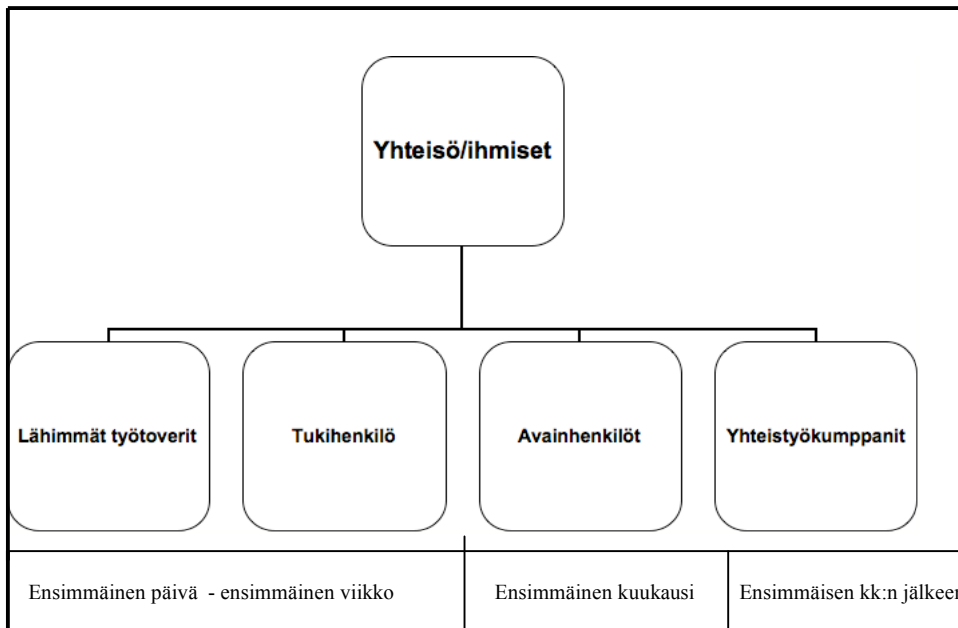 Yhteisö/ihmiset
Lähimmät työtoverit
Tukihenkilö
Avainhenkilöt
Yhteistyökumppanit
Ensimmäinen päivä - ensimmäinen viikko
Ensimmäinen kuukausi
Ensimmäisen kk:n jälkeen